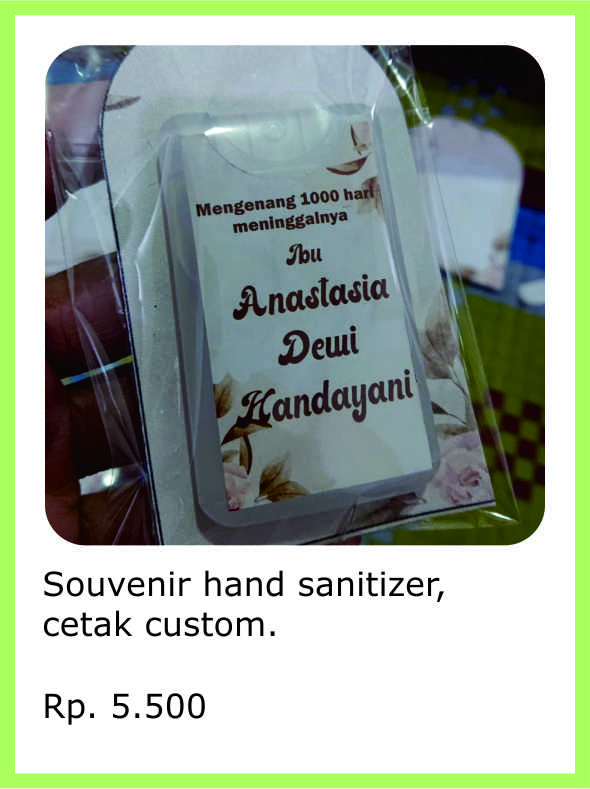 Mengenang 1000 hari
meninggalnya
Ibu
Anastasia
Dewi
Handayani
Souvenir hand sanitizer,
cetak custom.
Rp. 5.500